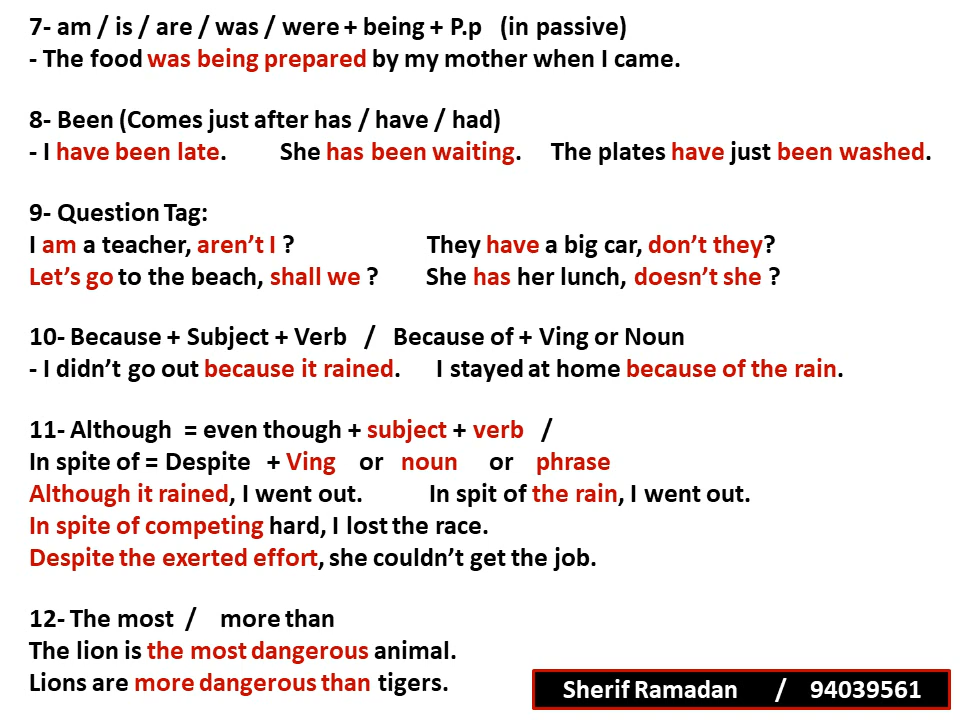 7- am / is / are / was / were + being + P.p (in passive)
- The food was being prepared by my mother when I came.
8- Been (Comes just after has / have / had)
- I have been late. She has been waiting. The plates have just been washed.
9- Question Tag:
I am a teacher, aren’t I ? They have a big car, don’t they?
Let’s go to the beach, shall we ? She has her lunch, doesn’t she ?
10- Because + Subject + Verb / Because of + Ving or Noun
- I didn’t go out because it rained. I stayed at home because of the rain.
11- Although = even though + subject + verb /
In spite of = Despite + Ving or noun or phrase
Although it rained, I went out. In spit of the rain, I went out.
In spite of competing hard, I lost the race.
Despite the exerted effort, she couldn’t get the job.
12- The most / more than
The lion is the most dangerous animal.
Lions are more dangerous than tigers.
Sherif Ramadan / 94039561